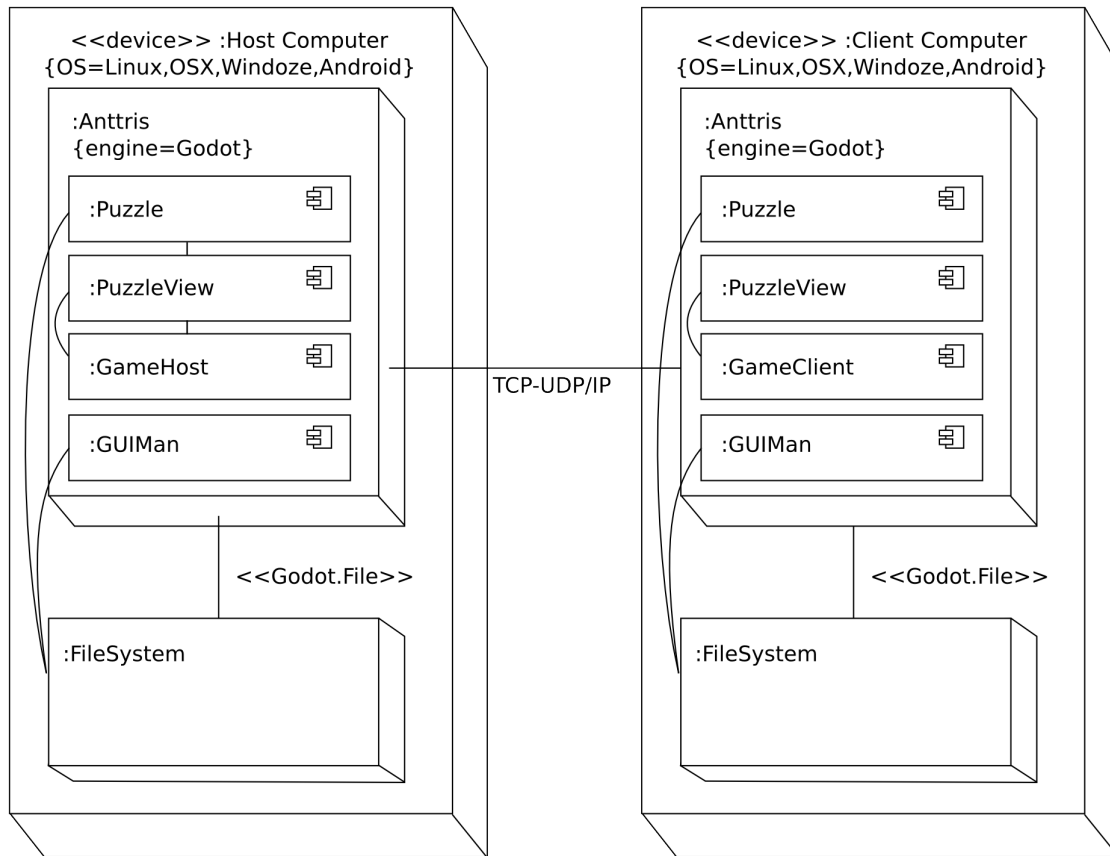 <<device>> :Host Computer
{OS=Linux,OSX,Windoze,Android}
:Anttris
{engine=Godot}
:Puzzle
:PuzzleView
:GameHost
:GUIMan
<<Godot.File>>
:FileSystem
TCP-UDP/IP
<<device>> :Client Computer
{OS=Linux,OSX,Windoze,Android}
:Anttris
{engine=Godot}
:Puzzle
:PuzzleView
:GameClient
:GUIMan
<<Godot.File>>
:FileSystem